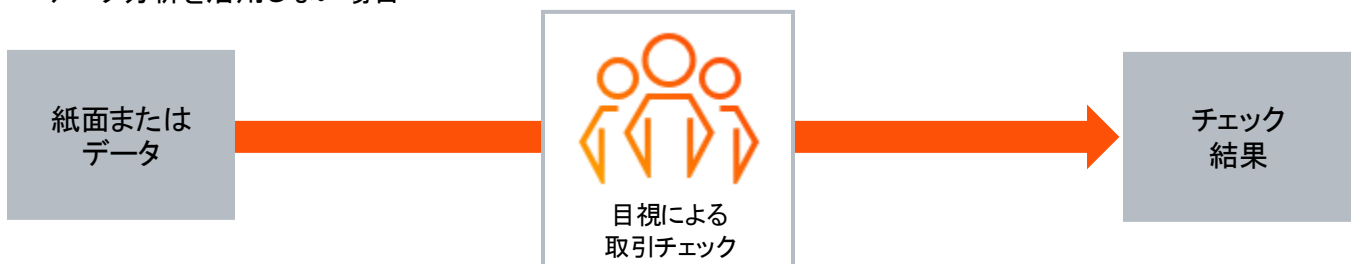 紙面または
データ
目視による
取引チェック
チェック
結果